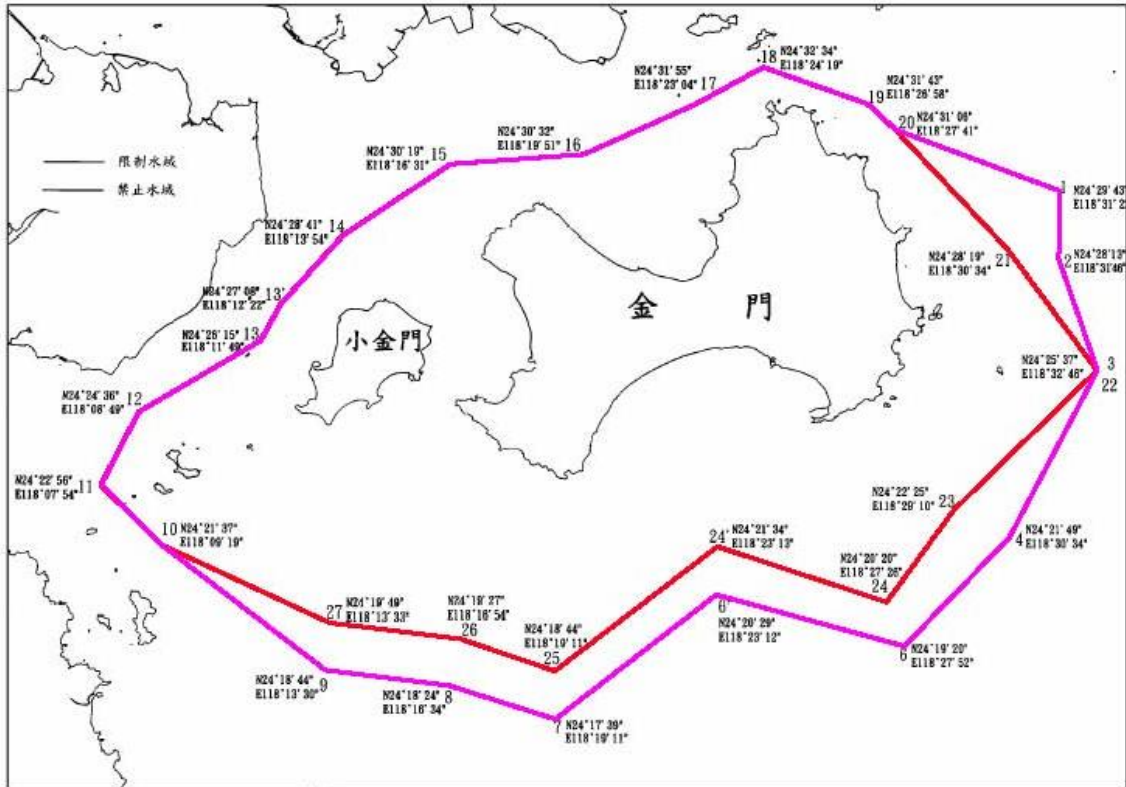 18
N24°32'34"
E118°24'19"
N24°31'55"
E118°23'04"
17
N24°31'43"
E118°26'58"
19
20
N24°31'06"
E118°27'41"
N24°30'32"
E118°19'51"
16
N24°30'19"
E118°16'31"
15
限制水域
禁止水域
1
N24°29'43"
E118°31'2
N24°28'41"
E118°13'54"
14
N24°28'19"
E118°30'34"
21
2
N24°28'13"
E118°31'46"
N24°27'08"
E118°12'22"
13'
N24°26'15"
E118°11'49"
13
金門
小金門
N24°25'37"
E118°32'46"
3
22
N24°24'36"
E118°08'49"
12
N24°22'56"
E118°07'54"
11
N24°22'25"
E118°29'10"
23
10
N24°21'37"
E118°09'19"
24'
N24°21'34"
E118°23'13"
4
N24°21'49"
E118°30'34"
N24°20'20"
E118°27'26"
24
27
N24°19'49"
E118°13'33"
N24°19'27"
E118°16'54"
26
6'
N24°20'29"
E118°23'12"
N24°18'44"
E118°19'11"
25
6
N24°19'20"
E118°27'52"
9
N24°18'44"
E118°13'30"
8
N24°18'24"
E118°16'34"
7
N24°17'39"
E118°19'11"